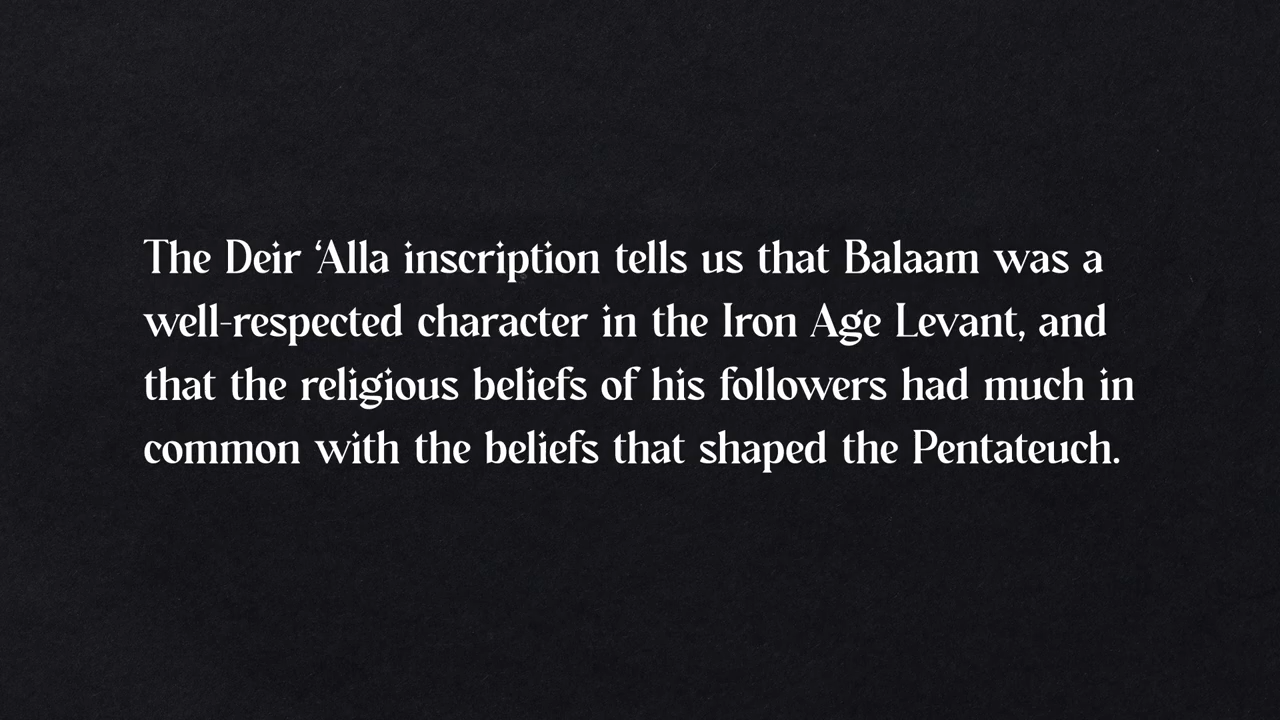 The Deir ‘Alla inscription tells us that Balaam was a
well-respected character in the Iron Age Levant, and
that the religious beliefs of his followers had much in
common with the beliefs that shaped the Pentateuch.